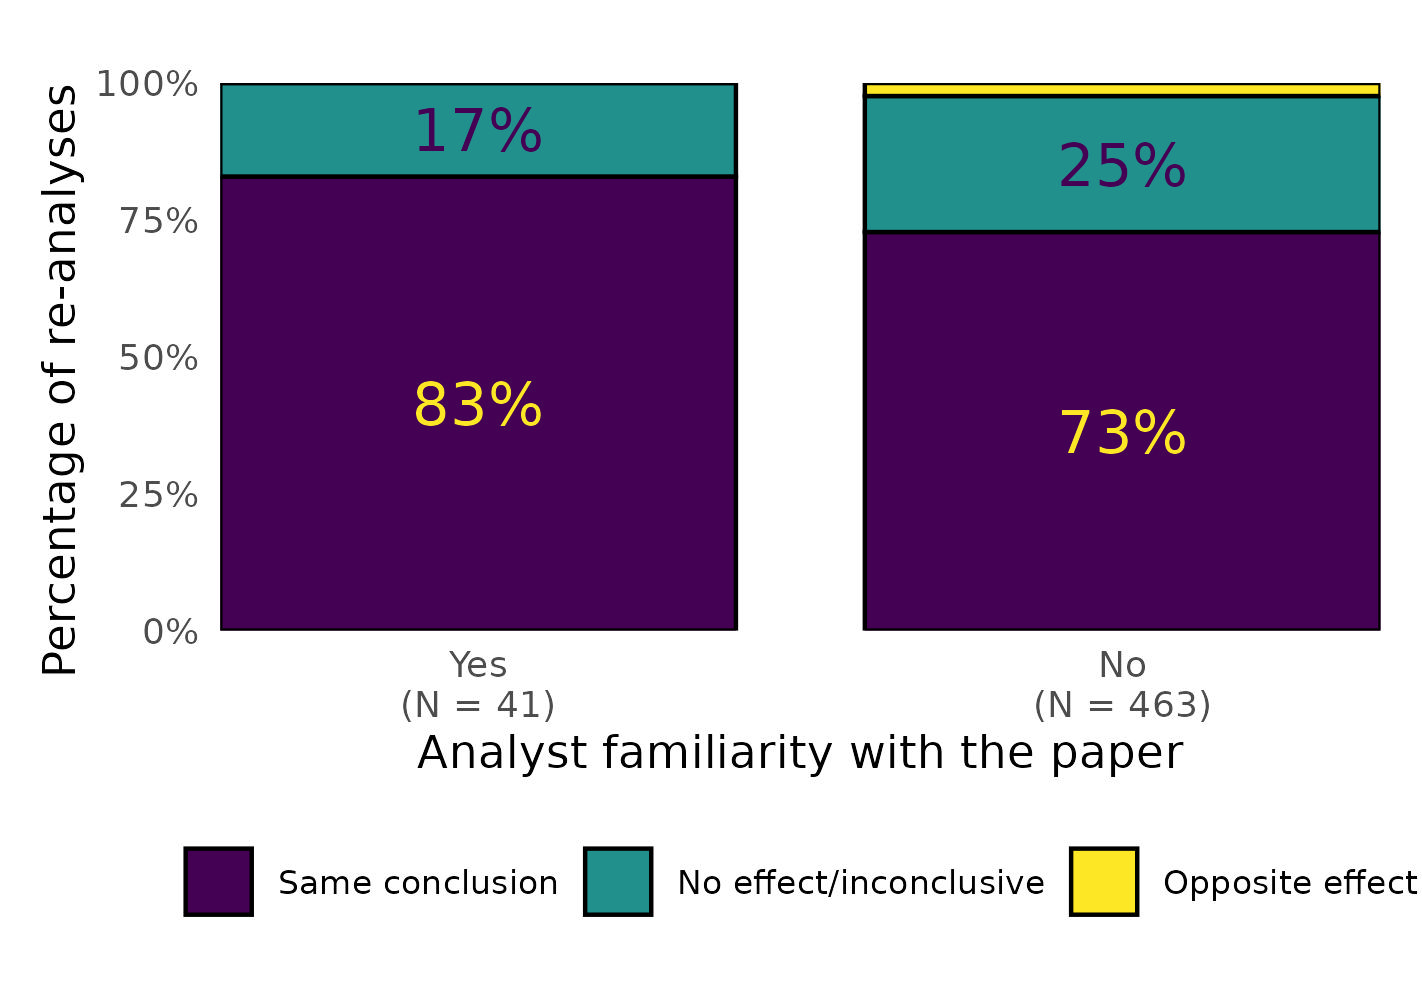 Percentage of re-analyses
100%
75%
50%
25%
0%
17%
83%
25%
73%
Yes
(N = 41)
No
(N = 463)
Analyst familiarity with the paper
Same conclusion
No effect/inconclusive
Opposite effect